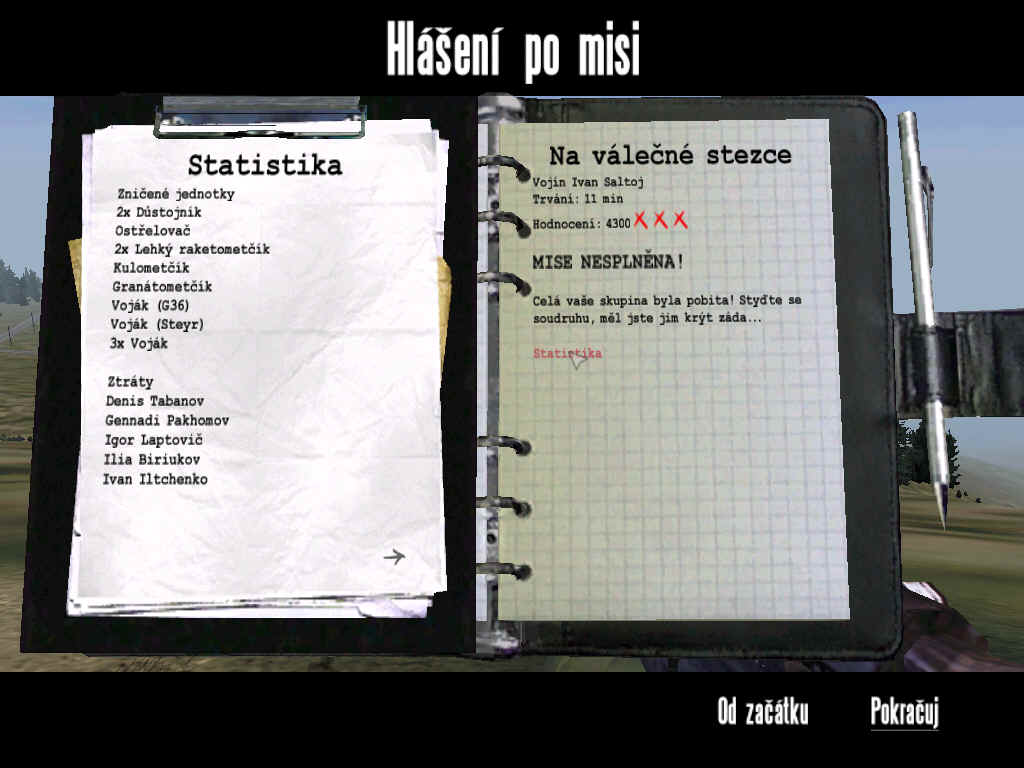 Hlášení po misi
Statistika
Zničené jednotky
2x Důstojník
Ostřelovač
2x Lehký raketometčík
Kulometčík
Granátometčík
Voják (G36)
Voják (Steyr)
3x Voják
Ztráty
Denis Tabanov
Gennadi Pakhomov
Igor Laptovič
Ilia Biriukov
Ivan Iltchenko
Na válečné stezce
Vojín Ivan Saltoj
Trvání: 11 min
Hodnocení: 4300
MISE NESPLNĚNA!
Celá vaše skupina byla pobita! Styďte se
soudruhu, měl jste jim krýt záda...
Statistika
Od začátku
Pokračuj